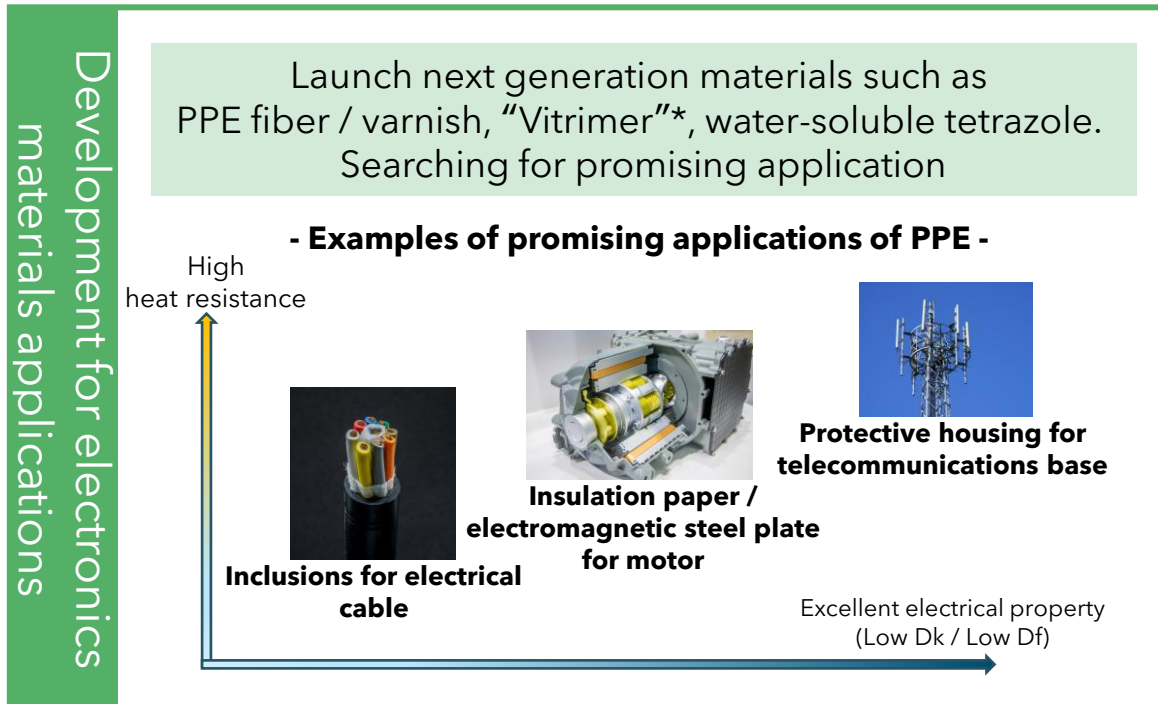 Development for electronics
materials applications
Launch next generation materials such as
PPE fiber / varnish, “Vitrimer”*, water-soluble tetrazole.
Searching for promising application
- Examples of promising applications of PPE -
High
heat resistance
Protective housing for
telecommunications base
Insulation paper /
electromagnetic steel plate
for motor
Inclusions for electrical
cable
Excellent electrical property
(Low Dk / Low Df)